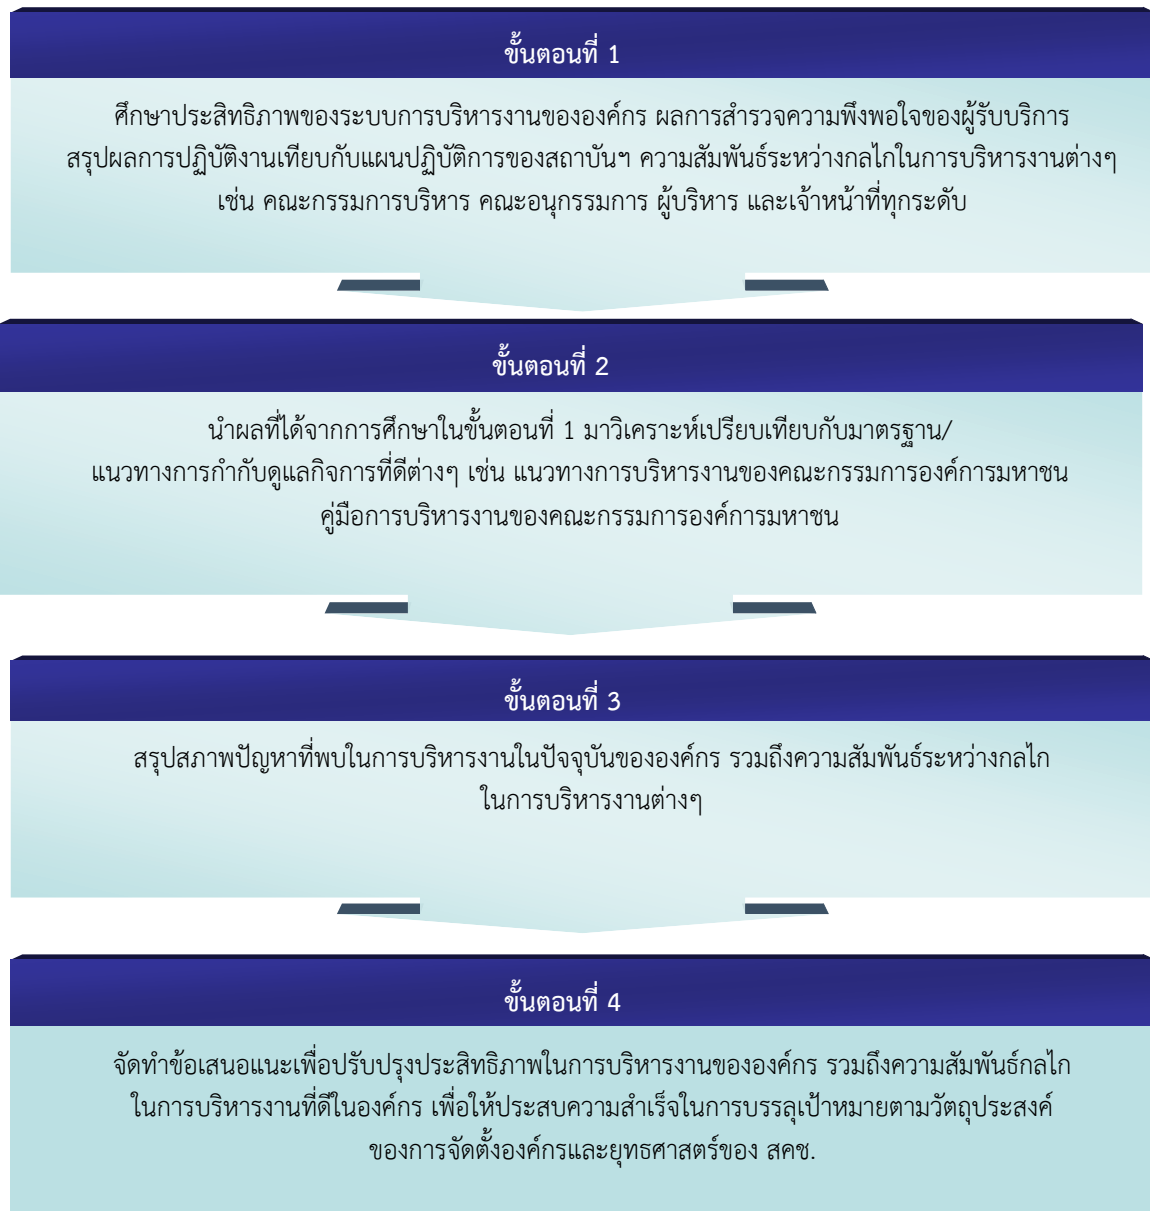 ขั้นตอนที่ 1
ศึกษาประสิทธิภาพของระบบการบริหารงานขององค์กร ผลการสำรวจความพึงพอใจของผู้รับบริการ
สรุปผลการปฏิบัติงานเทียบกับแผนปฏิบัติการของสถาบันฯ ความสัมพันธ์ระหว่างกลไกในการบริหารงานต่างๆ
เช่น คณะกรรมการบริหาร คณะอนุกรรมการ ผู้บริหาร และเจ้าหน้าที่ทุกระดับ
ขั้นตอนที่ 2
นำผลที่ได้จากการศึกษาในขั้นตอนที่ 1 มาวิเคราะห์เปรียบเทียบกับมาตรฐาน/
แนวทางการกำกับดูแลกิจการที่ดีต่างๆ เช่น แนวทางการบริหารงานของคณะกรรมการองค์การมหาชน
คู่มือการบริหารงานของคณะกรรมการองค์การมหาชน
ขั้นตอนที่ 3
สรุปสภาพปัญหาที่พบในการบริหารงานในปัจจุบันขององค์กร รวมถึงความสัมพันธ์ระหว่างกลไก
ในการบริหารงานต่างๆ
ขั้นตอนที่ 4
จัดทำข้อเสนอแนะเพื่อปรับปรุงประสิทธิภาพในการบริหารงานขององค์กร รวมถึงความสัมพันธ์กลไก
ในการบริหารงานที่ดีในองค์กร เพื่อให้ประสบความสำเร็จในการบรรลุเป้าหมายตามวัตถุประสงค์
ของการจัดตั้งองค์กรและยุทธศาสตร์ของ สคช.